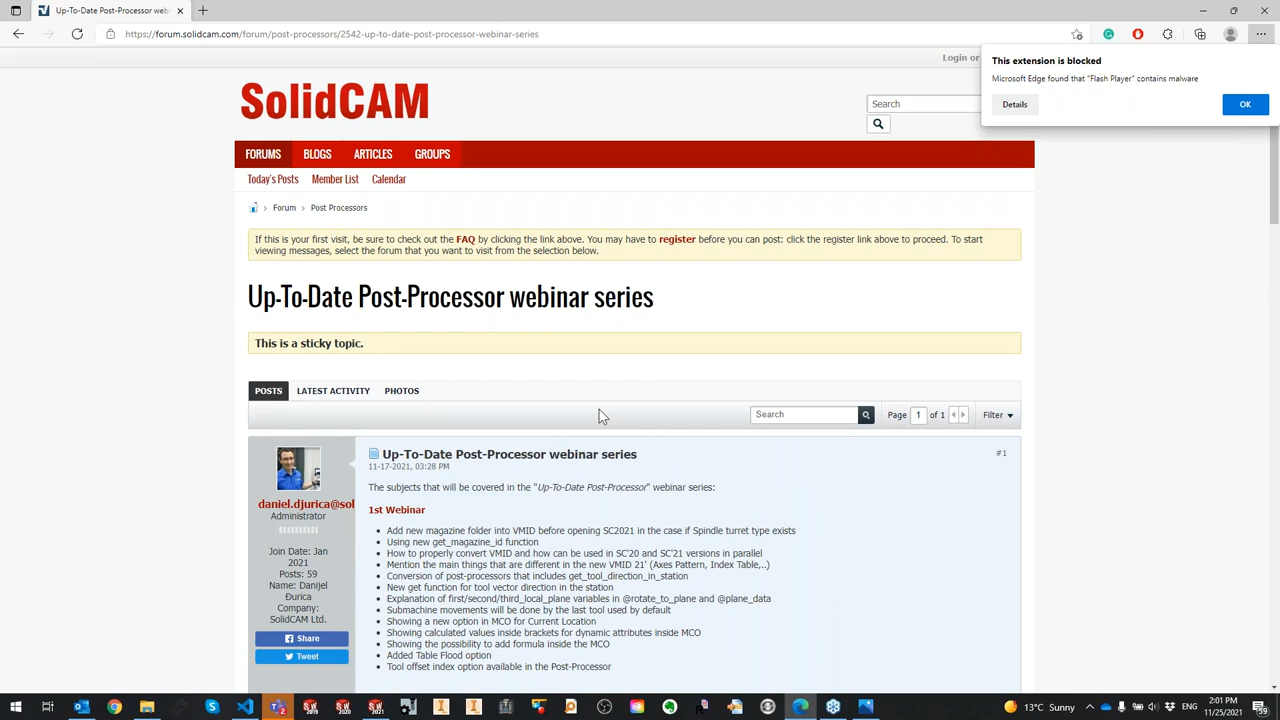 Up-To-Date Post-Processor web
https://forum.solidcam.com/forum/post-processors/2542-up-to-date-post-processor-webinar-series
This extension is blocked
Microsoft Edge found that "Flash Player" contains malware
Details
OK
Login or
SolidCAM
Search
FORUMS BLOGS ARTICLES GROUPS
Today's Posts Member List Calendar
Forum Post Processors
If this is your first visit, be sure to check out the FAQ by clicking the link above. You may have to register before you can post: click the register link above to proceed. To start
viewing messages, select the forum that you want to visit from the selection below.
Up-To-Date Post-Processor webinar series
This is a sticky topic.
POSTS LATEST ACTIVITY PHOTOS
Search
Page 1 of 1
Filter
daniel.djurica@sol
Administrator
Join Date: Jan
2021
Posts: 59
Name: Danijel
Đurica
Company:
SolidCAM Ltd.
Share
Tweet
Up-To-Date Post-Processor webinar series
#1
11-17-2021, 03:28 PM
The subjects that will be covered in the "Up-To-Date Post-Processor" webinar series:
1st Webinar
• Add new magazine folder into VMID before opening SC2021 in the case if Spindle turret type exists
• Using new get_magazine_id function
• How to properly convert VMID and how can be used in SC'20 and SC'21 versions in parallel
• Mention the main things that are different in the new VMID 21' (Axes Pattern, Index Table,..)
• Conversion of post-processors that includes get_tool_direction_in_station
• New get function for tool vector direction in the station
• Explanation of first/second/third_local_plane variables in @rotate_to_plane and @plane_data
• Submachine movements will be done by the last tool used by default
• Showing a new option in MCO for Current Location
• Showing calculated values inside brackets for dynamic attributes inside MCO
• Showing the possibility to add formula inside the MCO
• Added Table Flood option
• Tool offset index option available in the Post-Processor
2019
2020
2021
13°C Sunny
ENG
2:01 PM
11/25/2021